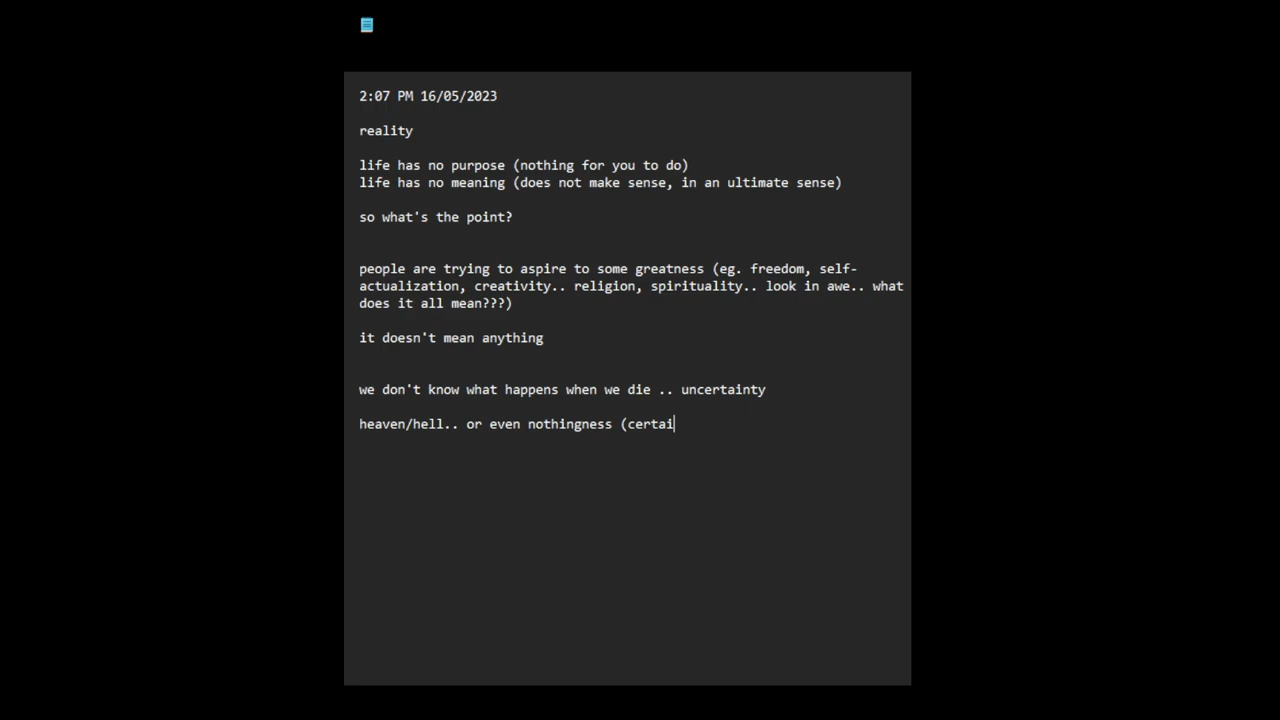 2:07 PM 16/05/2023
reality
life has no purpose (nothing for you to do)
life has no meaning (does not make sense, in an ultimate sense)
so what's the point?
people are trying to aspire to some greatness (eg. freedom, self-
actualization, creativity.. religion, spirituality.. look in awe.. what
does it all mean???)
it doesn't mean anything
we don't know what happens when we die .. uncertainty
heaven/hell.. or even nothingness (certai